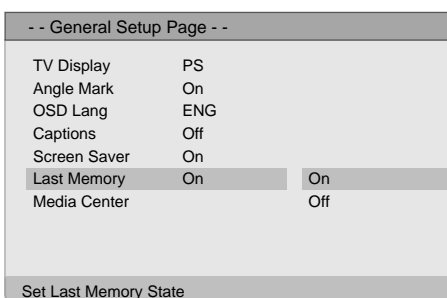 - - General Setup Page - -
TV Display PS
Angle Mark On
OSD Lang ENG
Captions Off
Screen Saver On
Last Memory On On
Media Center Off
Set Last Memory State